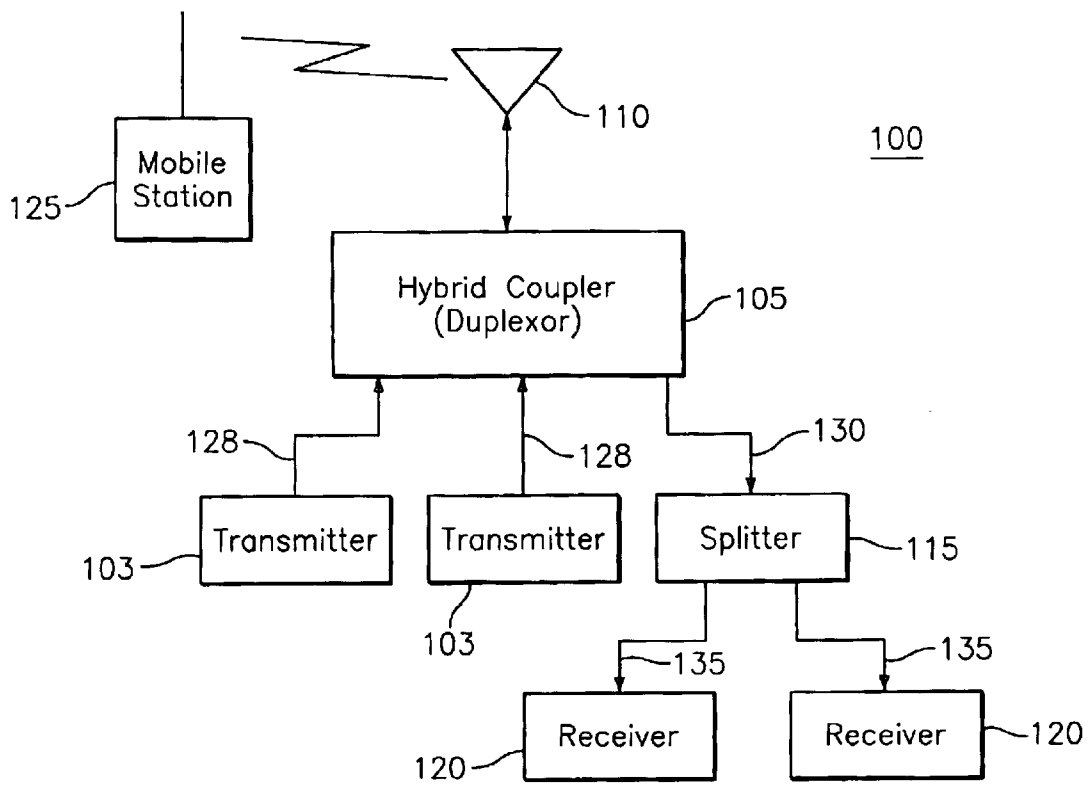 110
100
Mobile
Station
125
Hybrid Coupler
(Duplexor)
105
128
128
130
Transmitter
Transmitter
Splitter
103
115
103
135
135
Receiver
Receiver
120
120